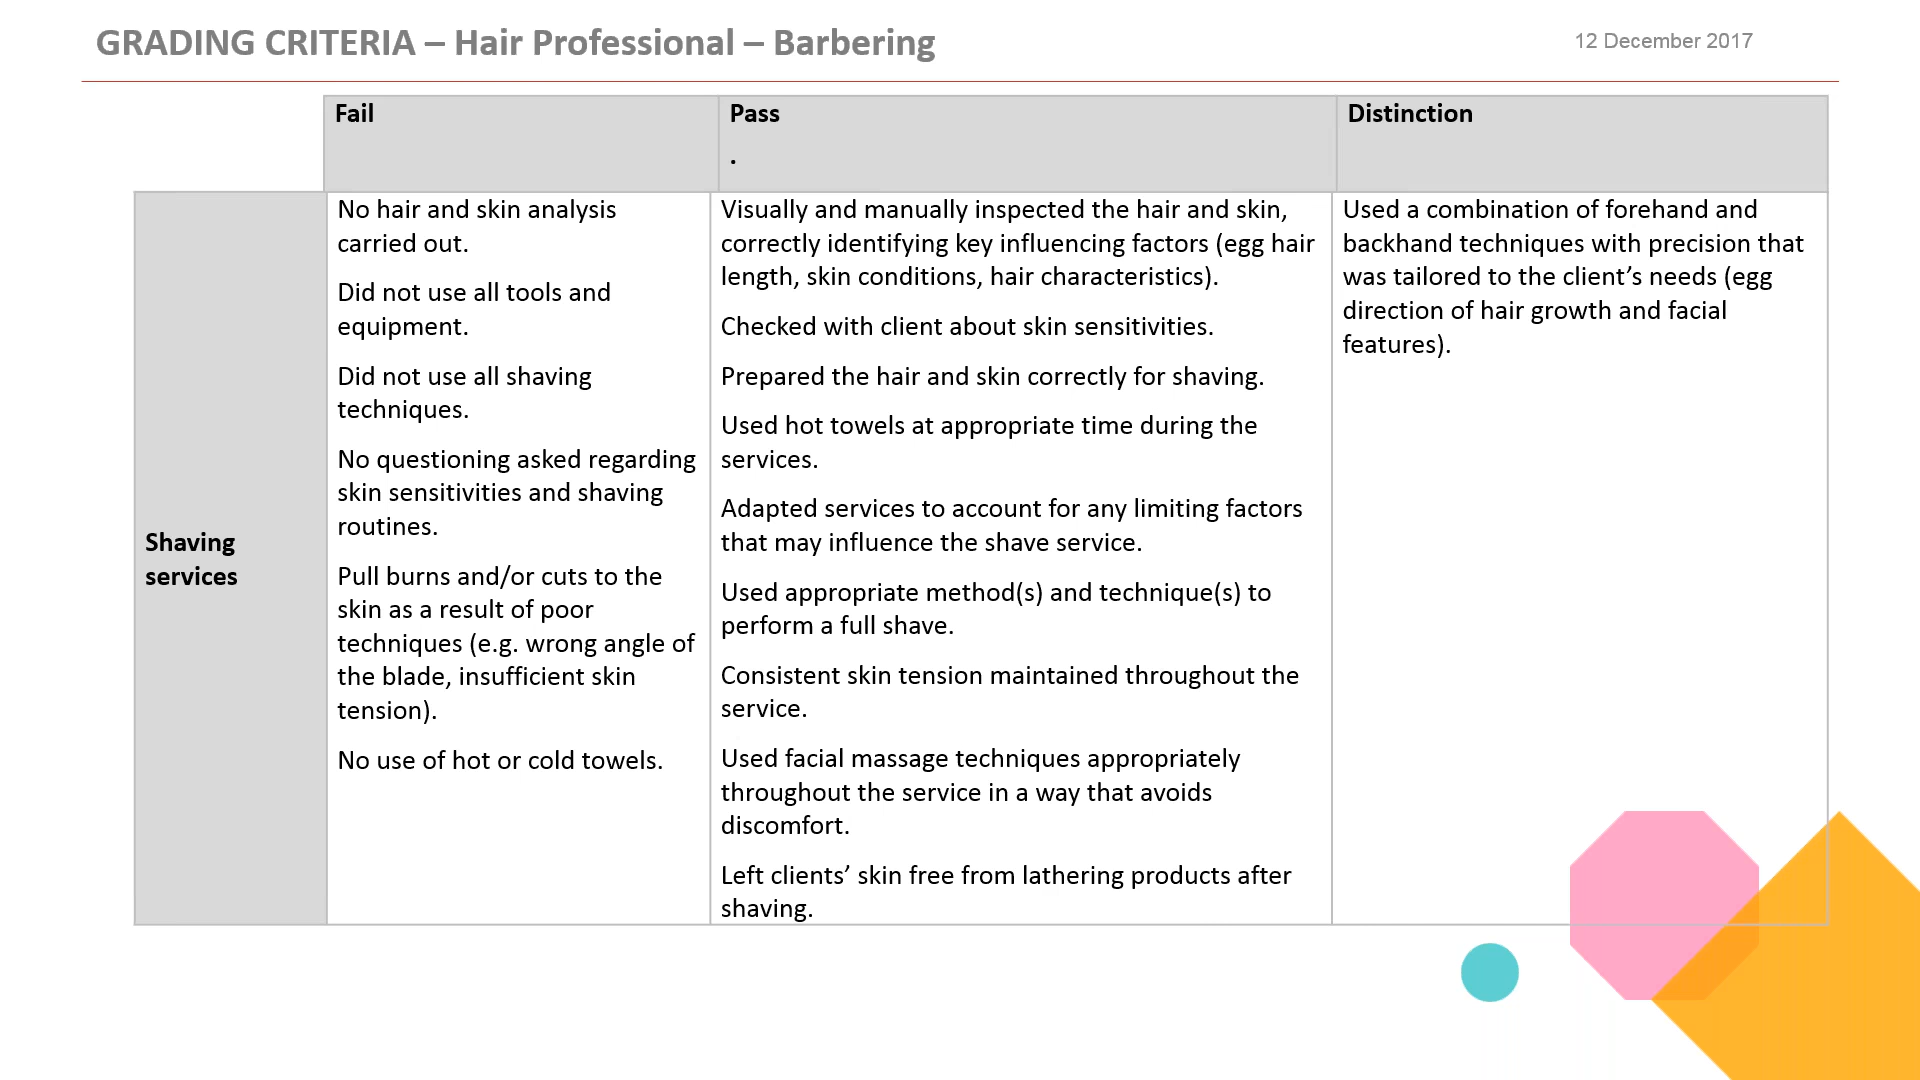 GRADING CRITERIA – Hair Professional – Barbering
12 December 2017
Fail
Pass
.
Distinction
Shaving
services
No hair and skin analysis
carried out.
Did not use all tools and
equipment.
Did not use all shaving
techniques.
No questioning asked regarding
skin sensitivities and shaving
routines.
Pull burns and/or cuts to the
skin as a result of poor
techniques (e.g. wrong angle of
the blade, insufficient skin
tension).
No use of hot or cold towels.
Visually and manually inspected the hair and skin,
correctly identifying key influencing factors (egg hair
length, skin conditions, hair characteristics).
Checked with client about skin sensitivities.
Prepared the hair and skin correctly for shaving.
Used hot towels at appropriate time during the
services.
Adapted services to account for any limiting factors
that may influence the shave service.
Used appropriate method(s) and technique(s) to
perform a full shave.
Consistent skin tension maintained throughout the
service.
Used facial massage techniques appropriately
throughout the service in a way that avoids
discomfort.
Left clients’ skin free from lathering products after
shaving.
Used a combination of forehand and
backhand techniques with precision that
was tailored to the client’s needs (egg
direction of hair growth and facial
features).